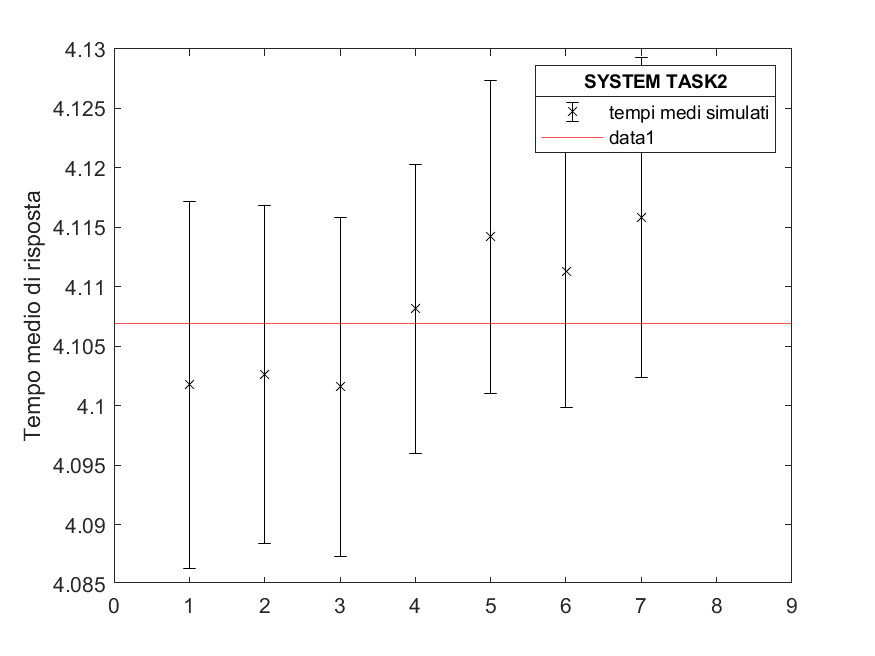 4.13
4.125
4.12
4.115
4.11
4.105
4.1
4.095
4.09
4.085
Tempo medio di risposta
SYSTEM TASK2
tempi medi simulati
data1
0 1 2 3 4 5 6 7 8 9